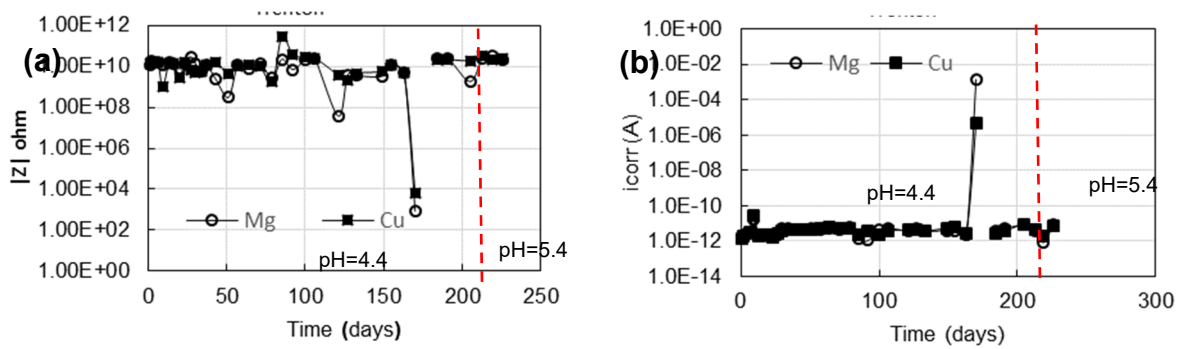 (a)
1.00E+12
1.00E+10
1.00E+08
1.00E+06
1.00E+04
1.00E+02
1.00E+00
|Z| ohm
Mg
Cu
pH=4.4
pH=5.4
0
50
100
150
200
250
Time (days)
(b)
1.0E+00
1.0E-02
1.0E-04
1.0E-06
1.0E-08
1.0E-10
1.0E-12
1.0E-14
icorr (A)
Mg
Cu
pH=4.4
pH=5.4
0
100
200
300
Time (days)